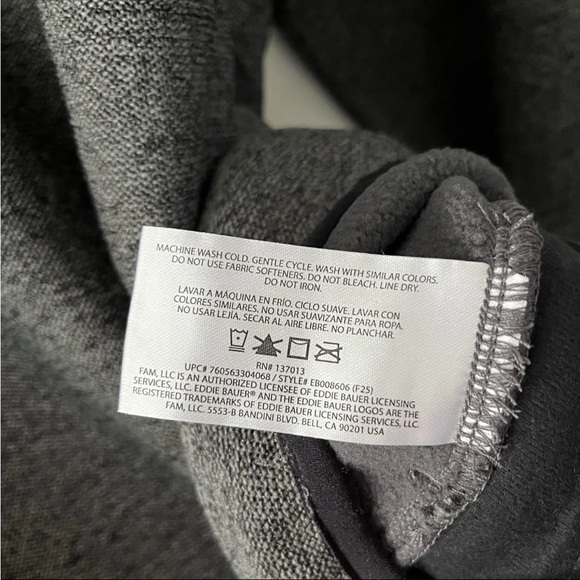 MACHINE WASH COLD. GENTLE CYCLE. WASH WITH SIMILAR COLORS.
DO NOT USE FABRIC SOFTENERS. DO NOT BLEACH. LINE DRY.
DO NOT IRON.
LAVAR A MÁQUINA EN FRÍO. CICLO SUAVE. LAVAR CON
COLORES SIMILARES. NO USAR SUAVIZANTE PARA ROPA.
NO USAR LEJÍA. SECAR AL AIRE LIBRE. NO PLANCHAR.
RN# 137013
UPC# 760563304068 / STYLE# EB008606 (F25)
FAM, LLC IS AN AUTHORIZED LICENSEE OF EDDIE BAUER LICENSING
SERVICES, LLC. EDDIE BAUER® AND THE EDDIE BAUER LOGOS ARE THE
REGISTERED TRADEMARKS OF EDDIE BAUER LICENSING SERVICES, LLC.
FAM, LLC. 5553-B BANDINI BLVD, BELL, CA 90201 USA